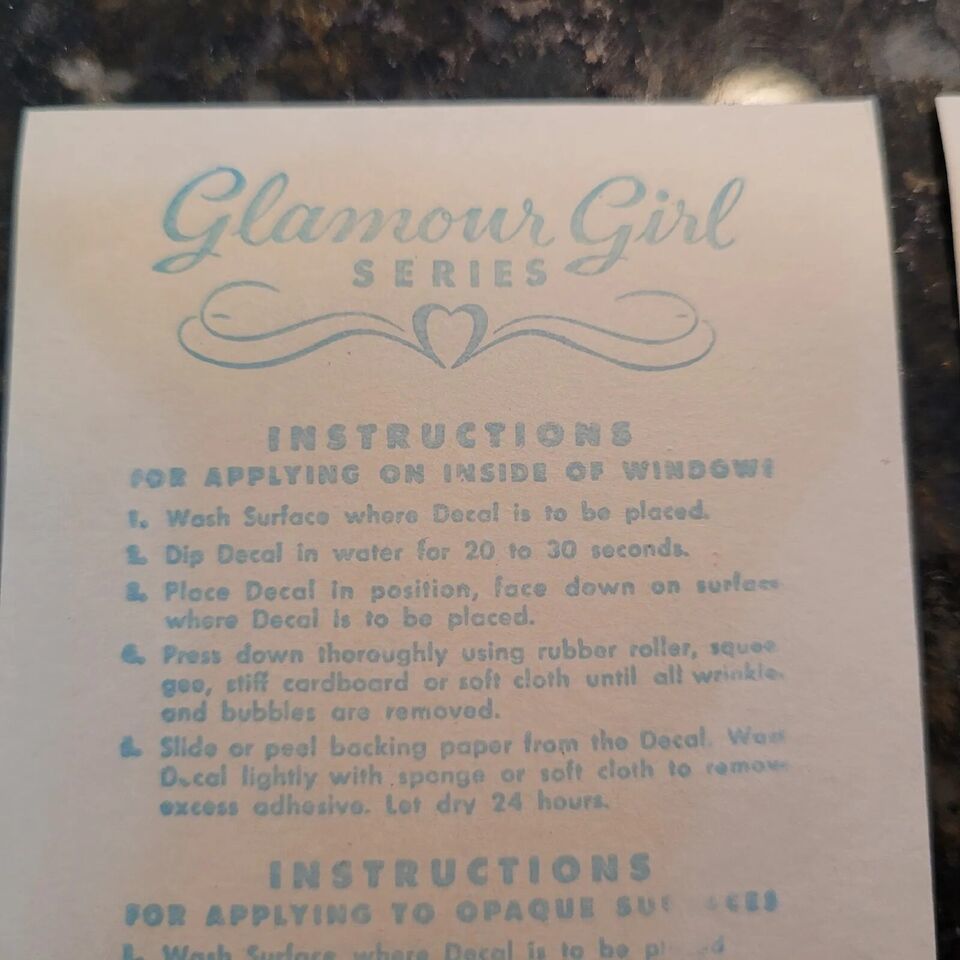 Glamour Girl
SERIES
INSTRUCTIONS
FOR APPLYING ON INSIDE OF WINDOWS
1. Wash Surface where Decal is to be placed.
2. Dip Decal in water for 20 to 30 seconds.
3. Place Decal in position, face down on surface
where Decal is to be placed.
4. Press down thoroughly using rubber roller, squee
gee, stiff cardboard or soft cloth until all wrinkles
and bubbles are removed.
5. Slide or peel backing paper from the Decal. Wash
Decal lightly with sponge or soft cloth to remove
excess adhesive. Let dry 24 hours.
INSTRUCTIONS
FOR APPLYING TO OPAQUE SURFACES
1. Wash Surface where Decal is to be placed